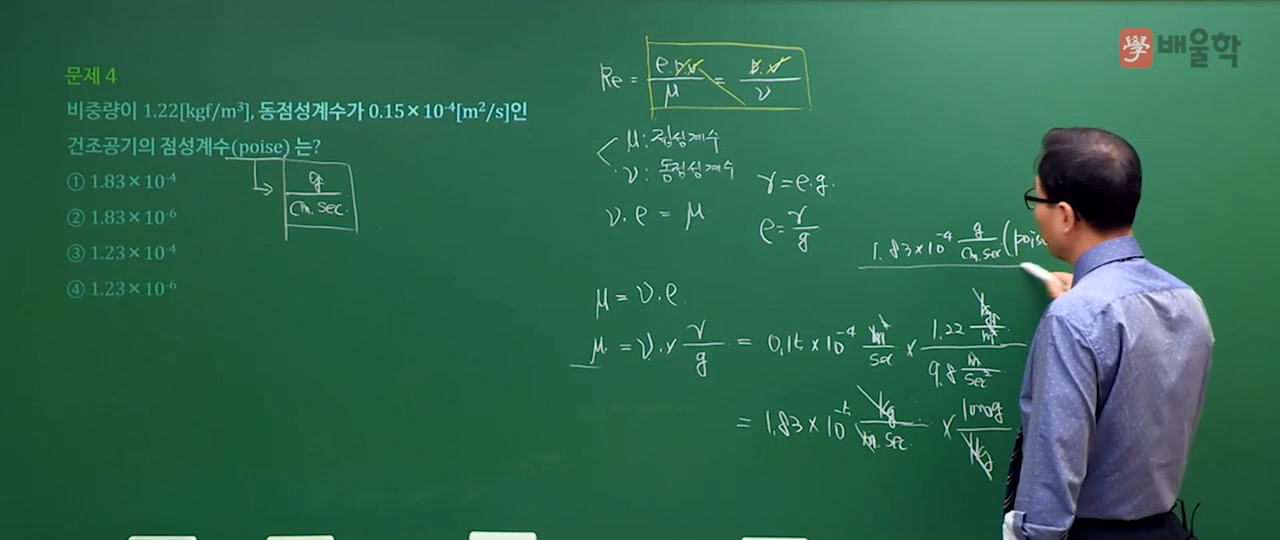 學 배울학
문제 4
비중량이 1.22[kgf/m³], 동점성계수가 0.15×10⁻⁴[m²/s]인
건조공기의 점성계수(poise) 는?
① 1.83×10⁻⁴
② 1.83×10⁻⁶
③ 1.23×10⁻⁴
④ 1.23×10⁻⁶
g / cm. sec.
Re = ρ.D.v / μ = D.v / ν
μ: 점성계수
ν: 동점성계수
ν.ρ = μ
γ = ρ.g.
ρ = γ / g
1.83×10⁻⁴ g / cm.sec (poise
μ = ν.ρ
μ = ν × γ / g = 0.15×10⁻⁴ m² / sec × 1.22 kgf / m³ / 9.8 m / sec²
= 1.83×10⁻⁵ kg / m.sec. × 1000g / 1kg